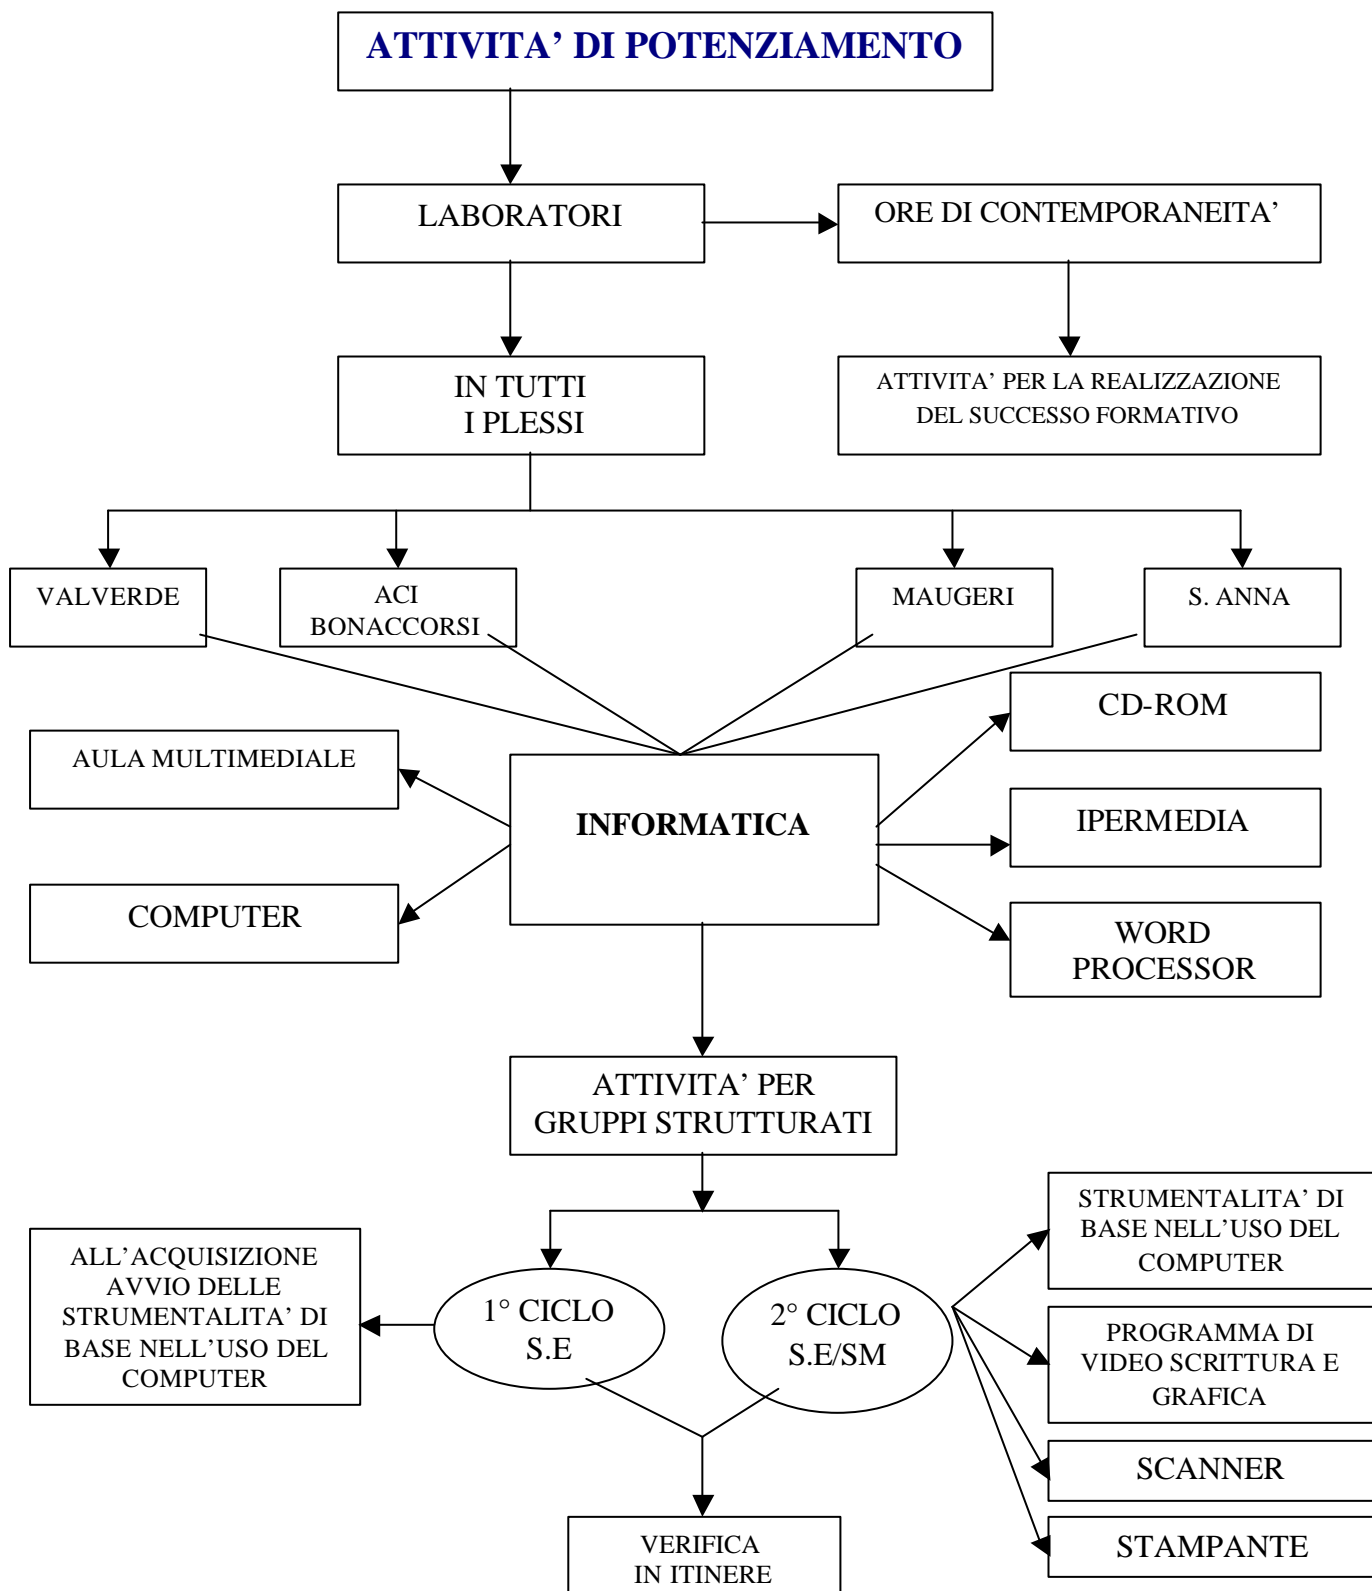 ATTIVITA’ DI POTENZIAMENTO
LABORATORI
ORE DI CONTEMPORANEITA’
IN TUTTI
I PLESSI
ATTIVITA’ PER LA REALIZZAZIONE
DEL SUCCESSO FORMATIVO
VALVERDE
ACI
BONACCORSI
MAUGERI
S. ANNA
CD-ROM
AULA MULTIMEDIALE
INFORMATICA
IPERMEDIA
COMPUTER
WORD
PROCESSOR
ATTIVITA’ PER
GRUPPI STRUTTURATI
ALL’ACQUISIZIONE
AVVIO DELLE
STRUMENTALITA’ DI
BASE NELL’USO DEL
COMPUTER
1° CICLO
S.E
2° CICLO
S.E/SM
STRUMENTALITA’ DI
BASE NELL’USO DEL
COMPUTER
PROGRAMMA DI
VIDEO SCRITTURA E
GRAFICA
SCANNER
STAMPANTE
VERIFICA
IN ITINERE